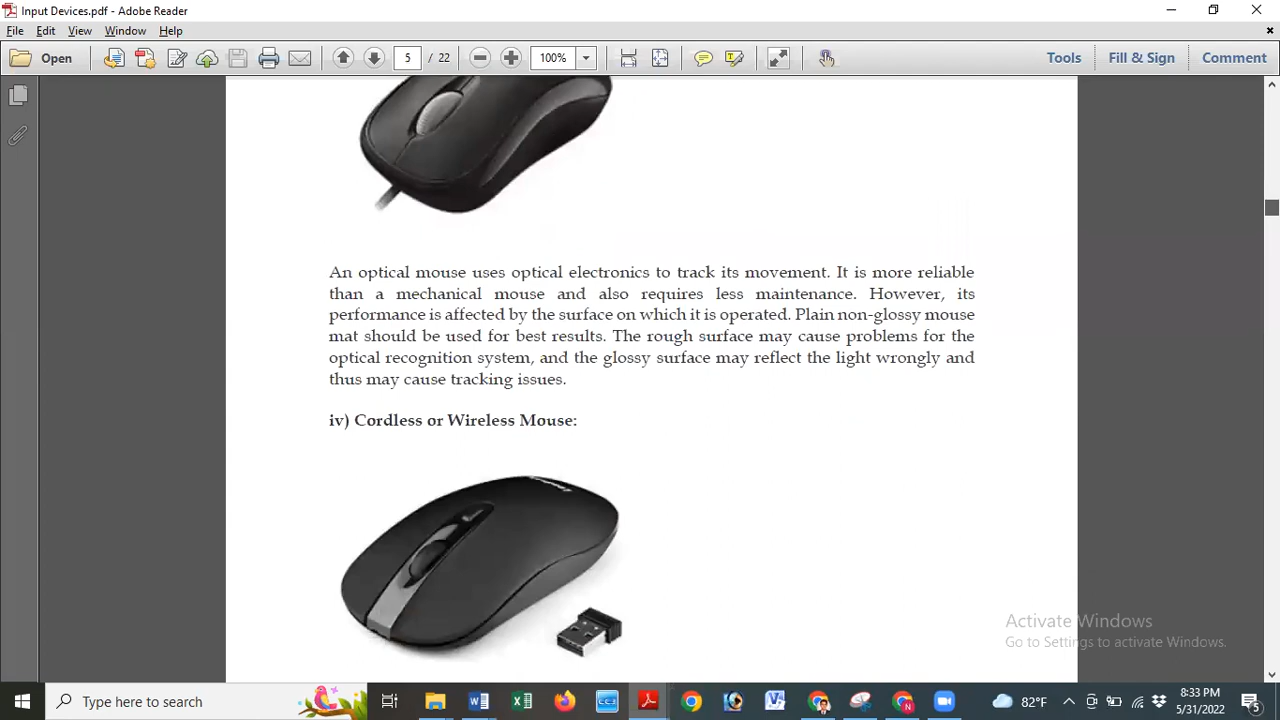 Input Devices.pdf - Adobe Reader
File Edit View Window Help
Open 5 / 22 100% Tools Fill & Sign Comment
An optical mouse uses optical electronics to track its movement. It is more reliable
than a mechanical mouse and also requires less maintenance. However, its
performance is affected by the surface on which it is operated. Plain non-glossy mouse
mat should be used for best results. The rough surface may cause problems for the
optical recognition system, and the glossy surface may reflect the light wrongly and
thus may cause tracking issues.
iv) Cordless or Wireless Mouse:
Activate Windows
Go to Settings to activate Windows.
Type here to search 82°F 8:33 PM
5/31/2022